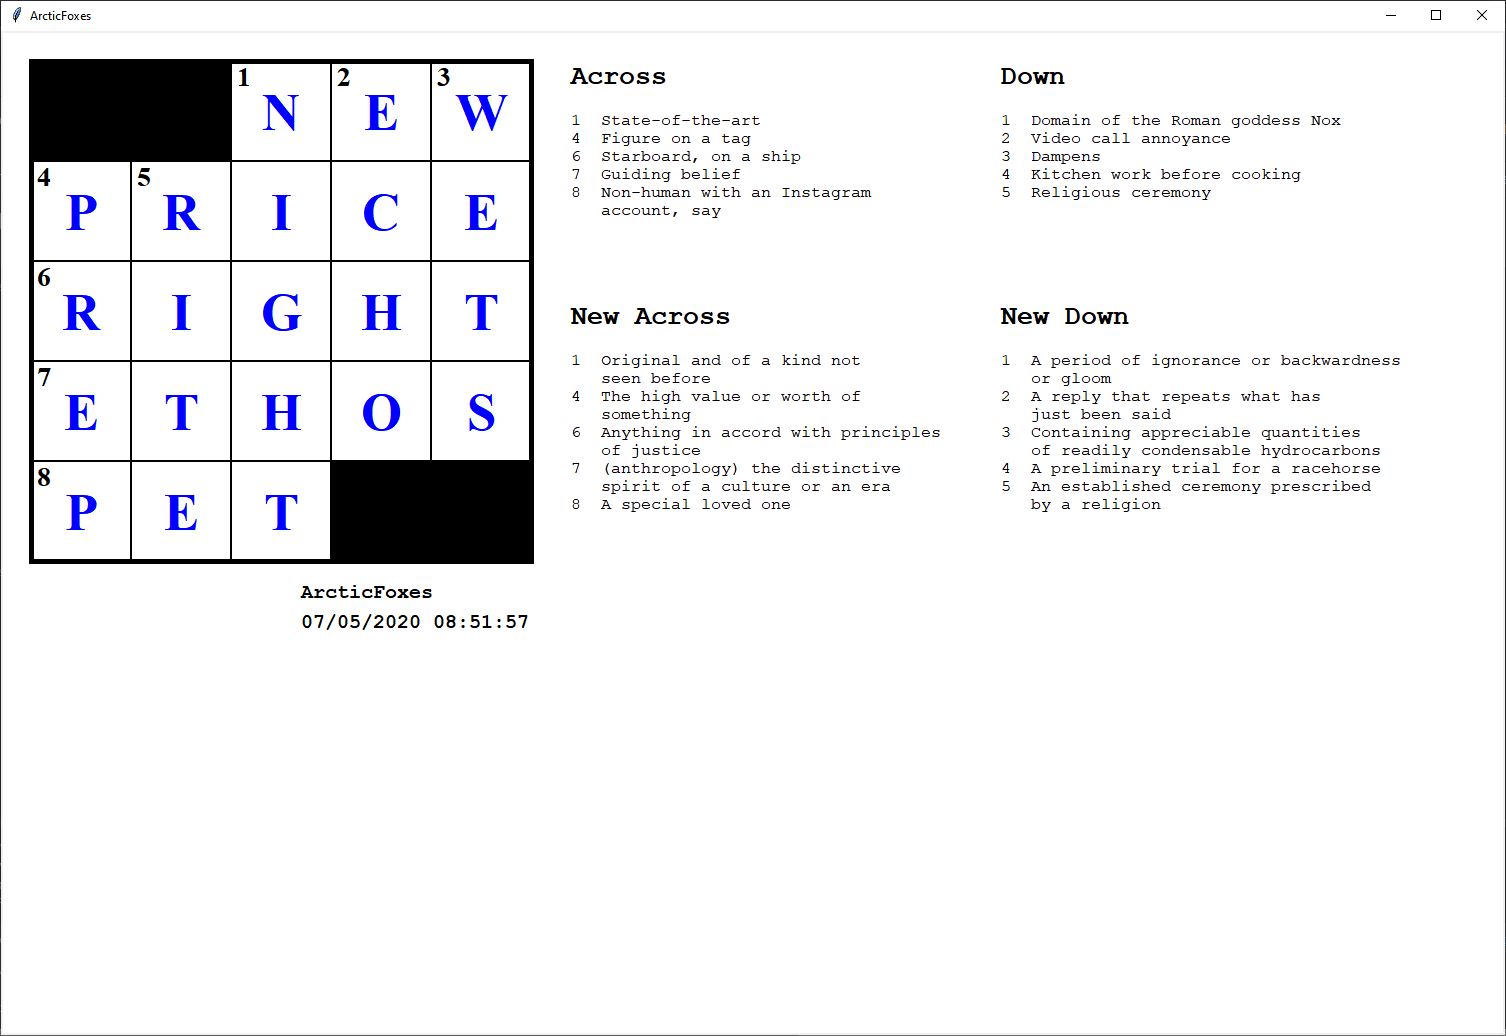 ArcticFoxes
1 2 3
N E W
4 5
P R I C E
6
R I G H T
7
E T H O S
8
P E T
ArcticFoxes
07/05/2020 08:51:57
Across
1 State-of-the-art
4 Figure on a tag
6 Starboard, on a ship
7 Guiding belief
8 Non-human with an Instagram
account, say
Down
1 Domain of the Roman goddess Nox
2 Video call annoyance
3 Dampens
4 Kitchen work before cooking
5 Religious ceremony
New Across
1 Original and of a kind not
seen before
4 The high value or worth of
something
6 Anything in accord with principles
of justice
7 (anthropology) the distinctive
spirit of a culture or an era
8 A special loved one
New Down
1 A period of ignorance or backwardness
or gloom
2 A reply that repeats what has
just been said
3 Containing appreciable quantities
of readily condensable hydrocarbons
4 A preliminary trial for a racehorse
5 An established ceremony prescribed
by a religion